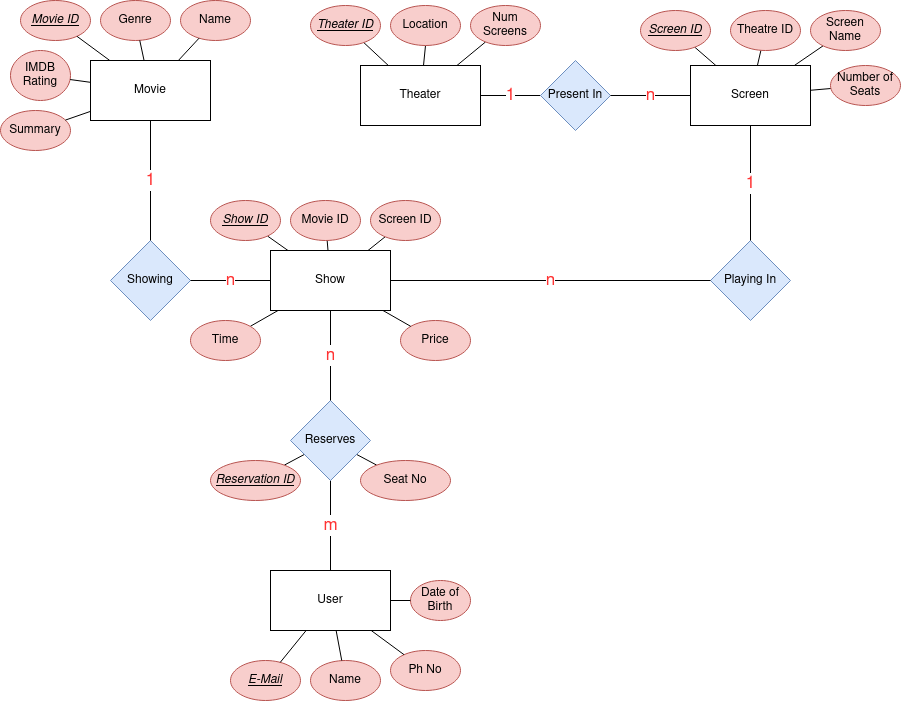 Movie ID
Genre
Name
Theater ID
Location
Num
Screens
Screen ID
Theatre ID
Screen
Name
IMDB
Rating
Movie
Theater
1
Present In
n
Screen
Number of
Seats
Summary
1
1
Show ID
Movie ID
Screen ID
Showing
n
Show
n
Playing In
Time
Price
n
Reserves
Reservation ID
Seat No
m
User
Date of
Birth
E-Mail
Name
Ph No